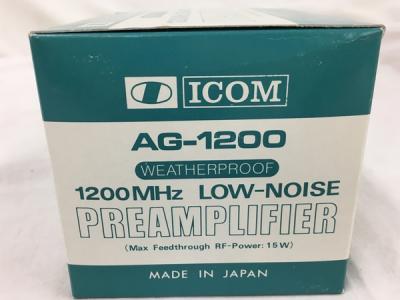 ICOM
AG-1200
WEATHERPROOF
1200MHz LOW-NOISE
PREAMPLIFIER
(Max Feedthrough RF-Power: 15W)
MADE IN JAPAN